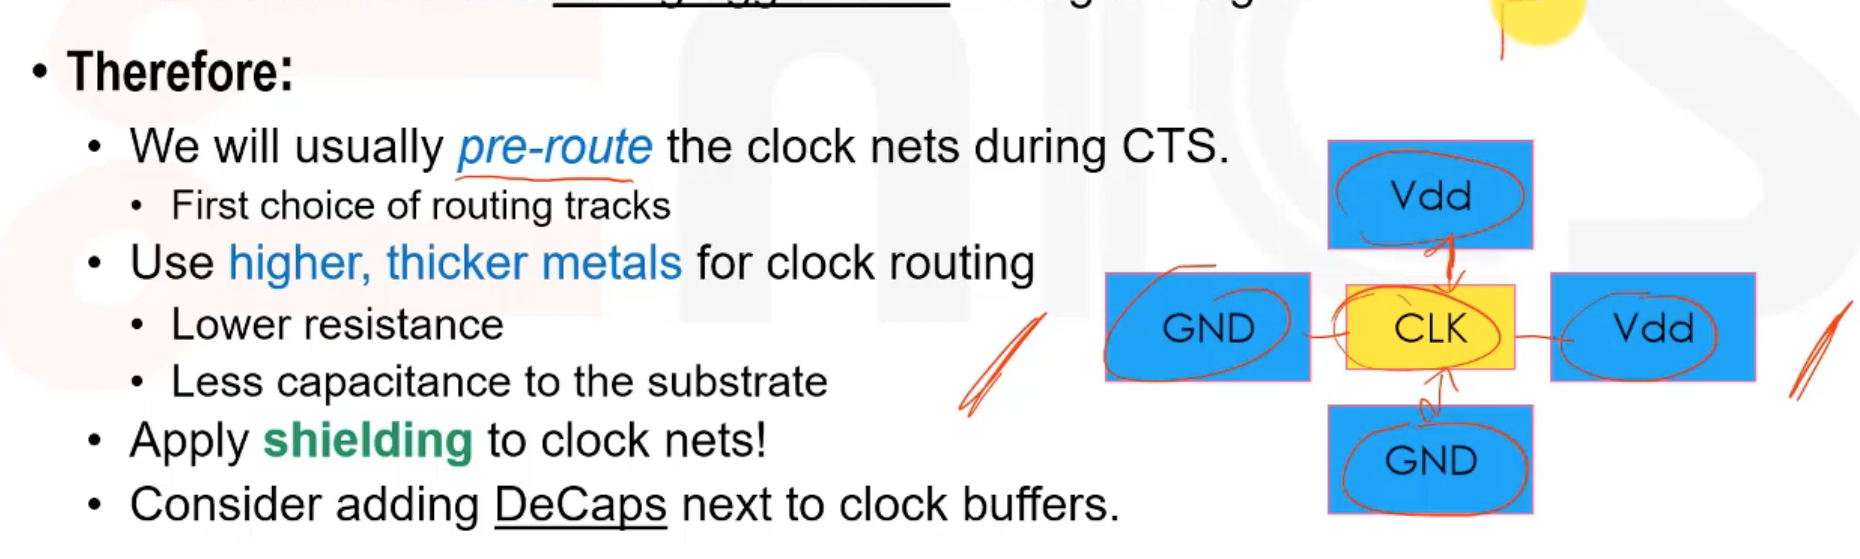 • Therefore:
• We will usually pre-route the clock nets during CTS.
• First choice of routing tracks
• Use higher, thicker metals for clock routing
• Lower resistance
• Less capacitance to the substrate
• Apply shielding to clock nets!
• Consider adding DeCaps next to clock buffers.
Vdd
GND CLK Vdd
GND